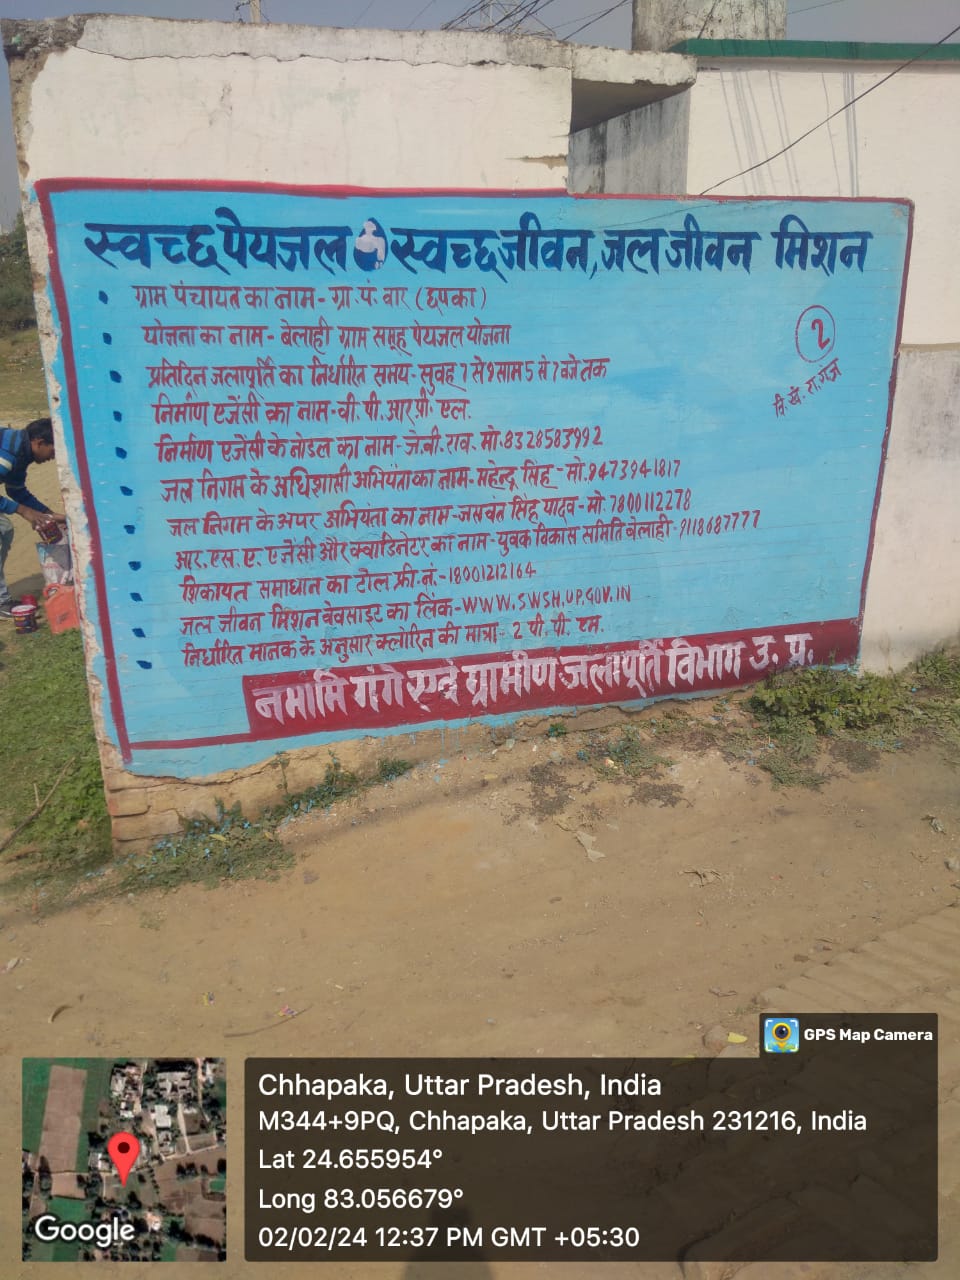 स्वच्छ पेयजल स्वच्छ जीवन, जल जीवन मिशन
ग्राम पंचायत का नाम - ग्रा. पं. वार (छपका)
योजना का नाम - बेलाही ग्राम समूह पेयजल योजना
प्रतिदिन जलापूर्ति का निर्धारित समय - सुवह 7 से 9 साम 5 से 7 वजे तक
निर्माण एजेंसी का नाम - वी. पी. आर. पी. एल.
निर्माण एजेंसी के नोडल का नाम - जे. वी. राव. मो. 8328583992
जल निगम के अधिशासी अभियंता का नाम - महेन्द्र सिंह - मो. 9473941817
जल निगम के अपर अभियंता का नाम - जसवंत सिंह यादव - मो. 7800112278
आर. एस. ए. एजेंसी और क्वाडिनेटर का नाम - युवक विकास समिति बेलाही - 9118687777
शिकायत समाधान का टोल फ्री. नं. - 18001212164
जल जीवन मिशन वेवसाइट का लिंक - WWW.SWSH.UP.GOV.IN
निर्धारित मानक के अनुसार क्लोरिन की मात्रा - 2 पी. पी. एम.
2
वि. खं. रा. गंज
नमामि गंगे एवं ग्रामीण जलापूर्ति विभाग उ. प्र.
GPS Map Camera
Google
Chhapaka, Uttar Pradesh, India
M344+9PQ, Chhapaka, Uttar Pradesh 231216, India
Lat 24.655954°
Long 83.056679°
02/02/24 12:37 PM GMT +05:30